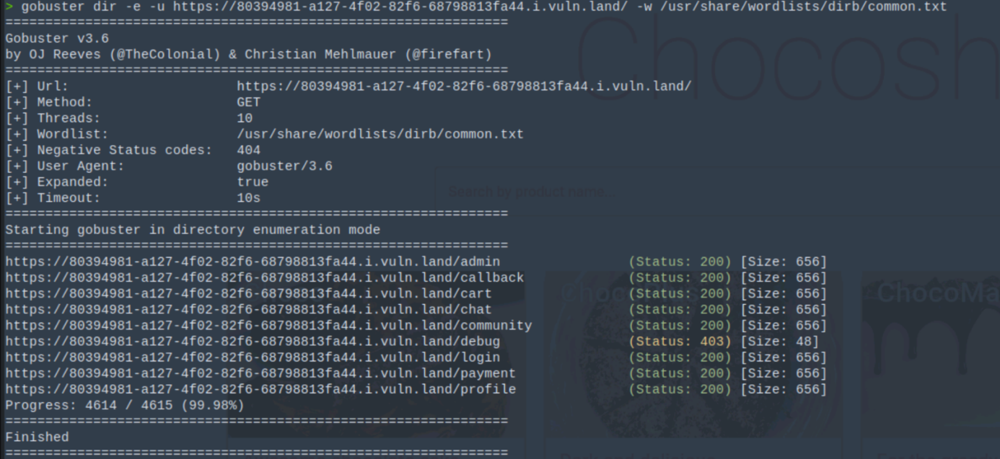 > gobuster dir -e -u https://80394981-a127-4f02-82f6-68798813fa44.i.vuln.land/ -w /usr/share/wordlists/dirb/common.txt
===============================================================
Gobuster v3.6
by OJ Reeves (@TheColonial) & Christian Mehlmauer (@firefart)
===============================================================
[+] Url:                     https://80394981-a127-4f02-82f6-68798813fa44.i.vuln.land/
[+] Method:                  GET
[+] Threads:                 10
[+] Wordlist:                /usr/share/wordlists/dirb/common.txt
[+] Negative Status codes:   404
[+] User Agent:              gobuster/3.6
[+] Expanded:                true
[+] Timeout:                 10s
===============================================================
Starting gobuster in directory enumeration mode
===============================================================
https://80394981-a127-4f02-82f6-68798813fa44.i.vuln.land/admin                (Status: 200) [Size: 656]
https://80394981-a127-4f02-82f6-68798813fa44.i.vuln.land/callback             (Status: 200) [Size: 656]
https://80394981-a127-4f02-82f6-68798813fa44.i.vuln.land/cart                 (Status: 200) [Size: 656]
https://80394981-a127-4f02-82f6-68798813fa44.i.vuln.land/chat                 (Status: 200) [Size: 656]
https://80394981-a127-4f02-82f6-68798813fa44.i.vuln.land/community            (Status: 200) [Size: 656]
https://80394981-a127-4f02-82f6-68798813fa44.i.vuln.land/debug                (Status: 403) [Size: 48]
https://80394981-a127-4f02-82f6-68798813fa44.i.vuln.land/login                (Status: 200) [Size: 656]
https://80394981-a127-4f02-82f6-68798813fa44.i.vuln.land/payment              (Status: 200) [Size: 656]
https://80394981-a127-4f02-82f6-68798813fa44.i.vuln.land/profile              (Status: 200) [Size: 656]
Progress: 4614 / 4615 (99.98%)
===============================================================
Finished
===============================================================
Chocosh
Search by product name...
ChocoMa